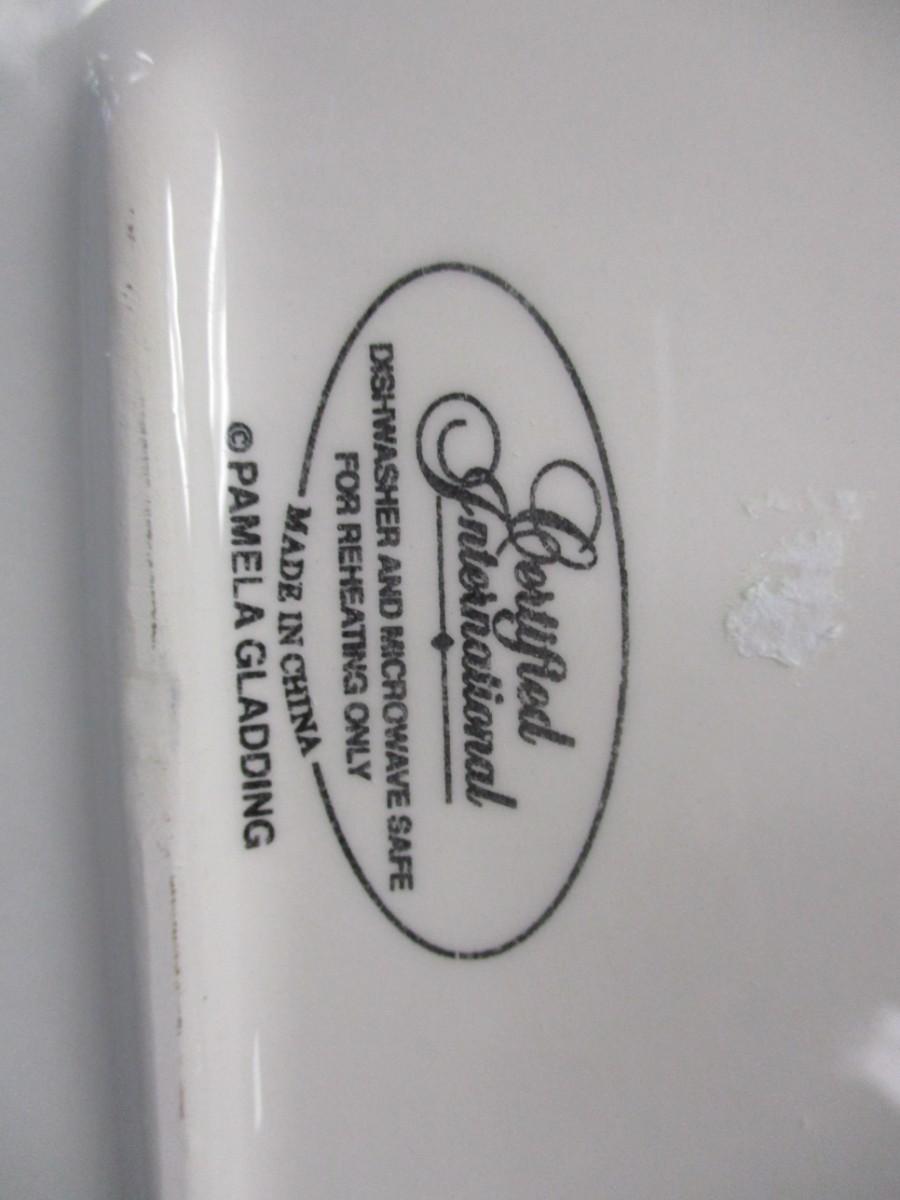 Certified
International
DISHWASHER AND MICROWAVE SAFE
FOR REHEATING ONLY
MADE IN CHINA
© PAMELA GLADDING